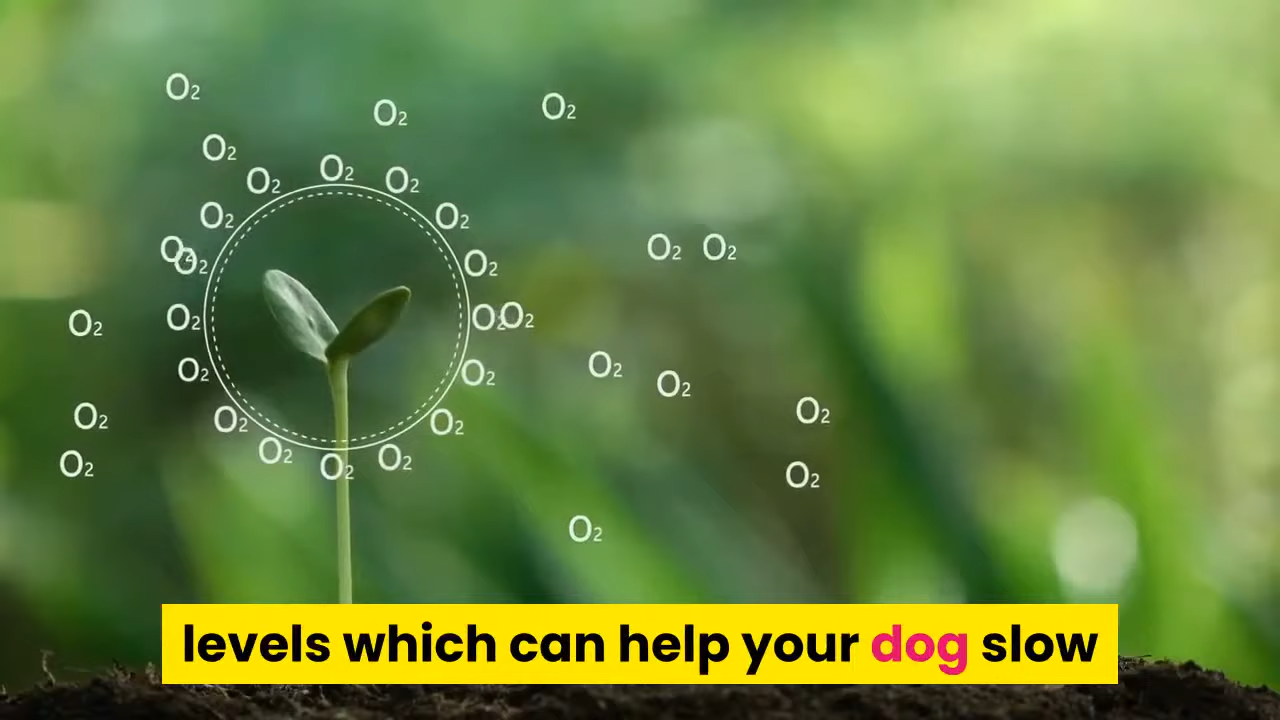 O₂
O₂ O₂
O₂
O₂ O₂ O₂
O₂ O₂
O₂ O₂ O₂ O₂ O₂
O₂ O₂ O₂ O₂
O₂ O₂ O₂ O₂
O₂ O₂ O₂ O₂
O₂ O₂ O₂ O₂ O₂
O₂
levels which can help your dog slow